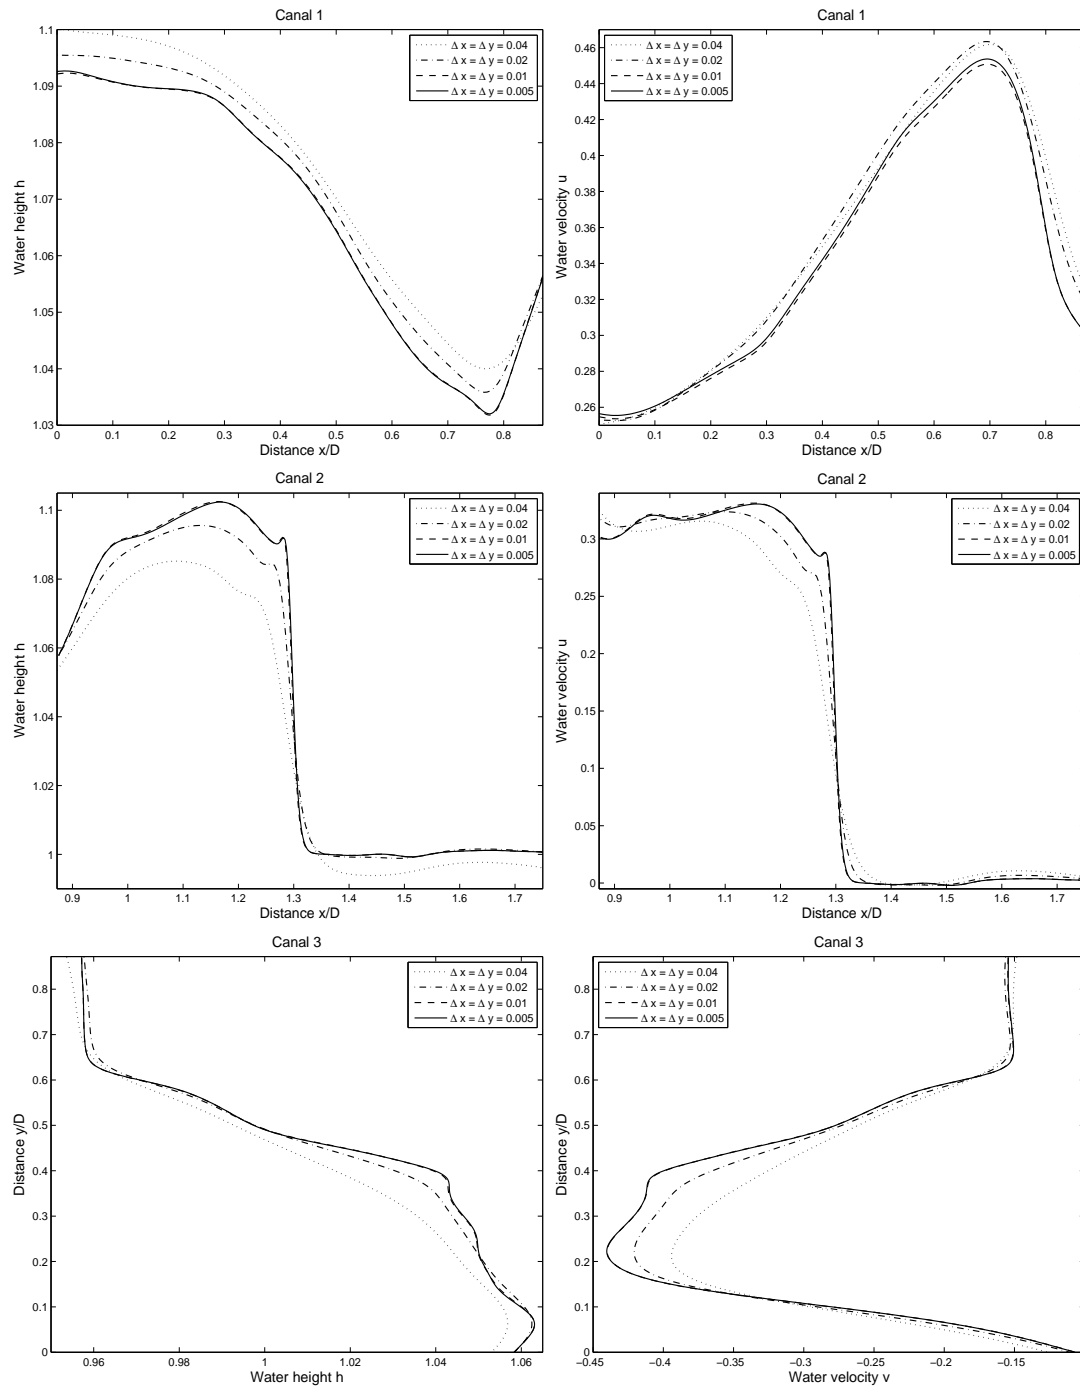 Canal 1
1.1
1.09
1.08
1.07
1.06
1.05
1.04
1.03
Water height h
Δ x = Δ y = 0.04
Δ x = Δ y = 0.02
Δ x = Δ y = 0.01
Δ x = Δ y = 0.005
0 0.1 0.2 0.3 0.4 0.5 0.6 0.7 0.8
Distance x/D
Canal 1
0.46
0.44
0.42
0.4
0.38
0.36
0.34
0.32
0.3
0.28
0.26
Water velocity u
Δ x = Δ y = 0.04
Δ x = Δ y = 0.02
Δ x = Δ y = 0.01
Δ x = Δ y = 0.005
0 0.1 0.2 0.3 0.4 0.5 0.6 0.7 0.8
Distance x/D
Canal 2
1.1
1.08
1.06
1.04
1.02
1
Water height h
Δ x = Δ y = 0.04
Δ x = Δ y = 0.02
Δ x = Δ y = 0.01
Δ x = Δ y = 0.005
0.9 1 1.1 1.2 1.3 1.4 1.5 1.6 1.7
Distance x/D
Canal 2
0.3
0.25
0.2
0.15
0.1
0.05
0
Water velocity u
Δ x = Δ y = 0.04
Δ x = Δ y = 0.02
Δ x = Δ y = 0.01
Δ x = Δ y = 0.005
0.9 1 1.1 1.2 1.3 1.4 1.5 1.6 1.7
Distance x/D
Canal 3
0.8
0.7
0.6
0.5
0.4
0.3
0.2
0.1
0
Distance y/D
Δ x = Δ y = 0.04
Δ x = Δ y = 0.02
Δ x = Δ y = 0.01
Δ x = Δ y = 0.005
0.96 0.98 1 1.02 1.04 1.06
Water height h
Canal 3
0.8
0.7
0.6
0.5
0.4
0.3
0.2
0.1
0
Distance y/D
Δ x = Δ y = 0.04
Δ x = Δ y = 0.02
Δ x = Δ y = 0.01
Δ x = Δ y = 0.005
−0.45 −0.4 −0.35 −0.3 −0.25 −0.2 −0.15
Water velocity v